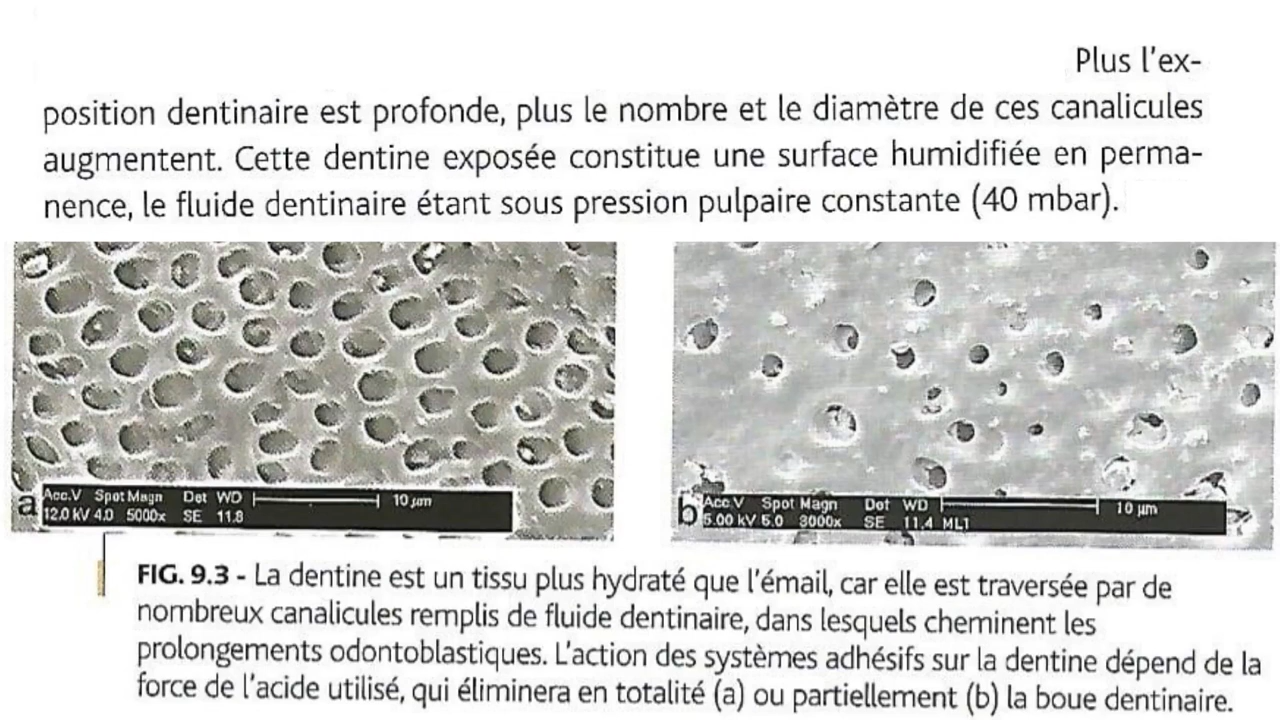 Plus l'ex-
position dentinaire est profonde, plus le nombre et le diamètre de ces canalicules
augmentent. Cette dentine exposée constitue une surface humidifiée en perma-
nence, le fluide dentinaire étant sous pression pulpaire constante (40 mbar).
a
Acc.V Spot Magn Det WD 10 µm
12.0 kV 4.0 5000x SE 11.8
b
Acc.V Spot Magn Det WD 10 µm
5.00 kV 5.0 3000x SE 11.4 ML1
FIG. 9.3 - La dentine est un tissu plus hydraté que l'émail, car elle est traversée par de
nombreux canalicules remplis de fluide dentinaire, dans lesquels cheminent les
prolongements odontoblastiques. L'action des systèmes adhésifs sur la dentine dépend de la
force de l'acide utilisé, qui éliminera en totalité (a) ou partiellement (b) la boue dentinaire.